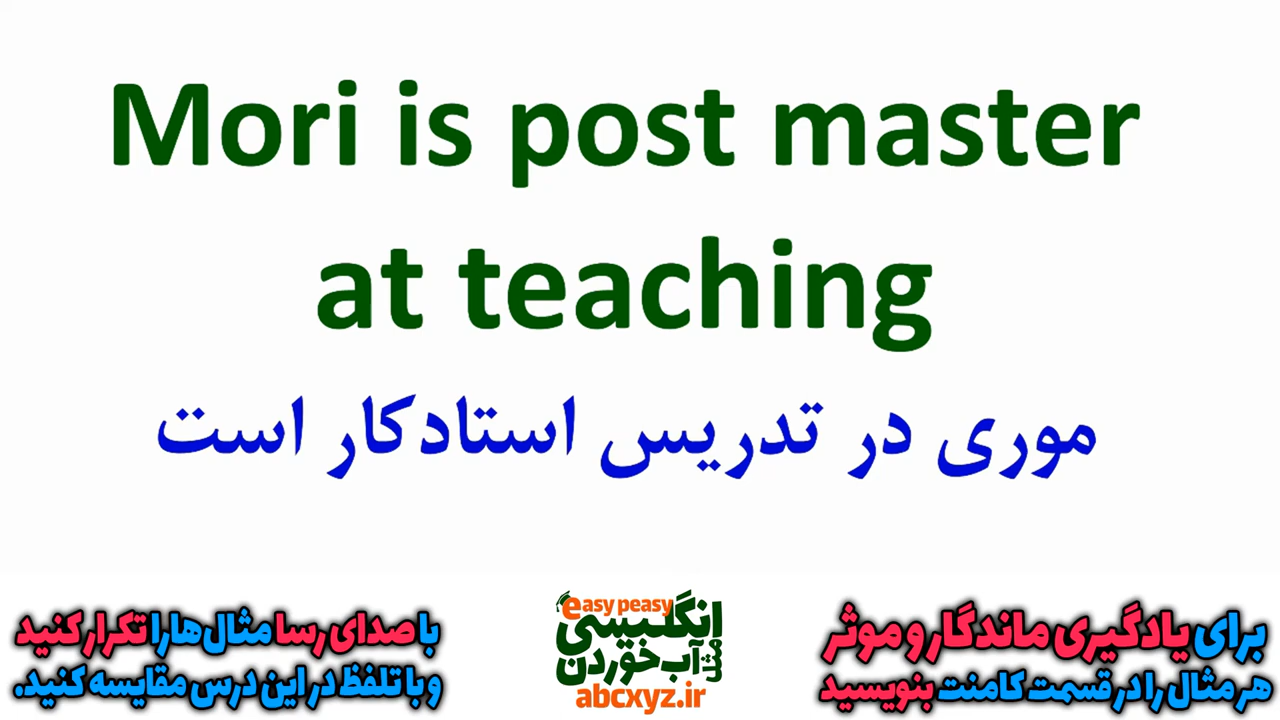 Mori is post master
at teaching
موری در تدریس استادکار است
برای یادگیری ماندگار و موثر
هر مثال را در قسمت کامنت بنویسید
easy peasy
انگلیسی
مثل آب خوردن
abcxyz.ir
با صدای رسا مثال‌ها را تکرار کنید
و با تلفظ در این درس مقایسه کنید.